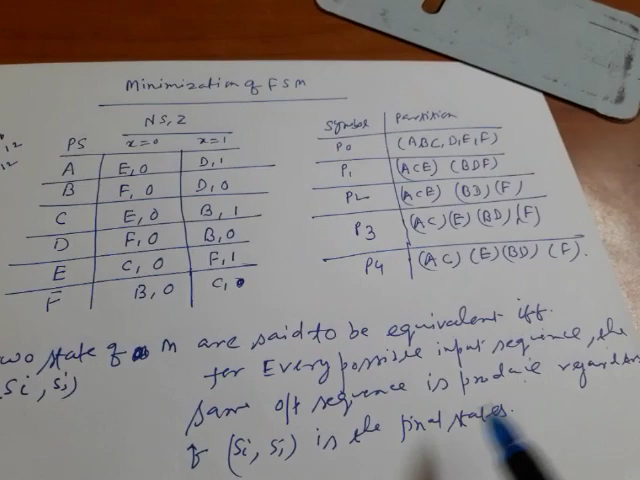 Minimization of FSM
NS, Z
PS x=0 x=1
A E, 0 D, 1
B F, 0 D, 0
C E, 0 B, 1
D F, 0 B, 0
E C, 0 F, 1
F B, 0 C, 0
Symbol Partition
P0 (ABC, D, E, F)
P1 (ACE) (BDF)
P2 (ACE) (BD) (F)
P3 (AC) (E) (BD) (F)
P4 (AC) (E) (BD) (F).
wo state of M are said to be equivalent iff.
(Si, Sj) for Every possible input sequence, the
same o/p sequence is produce regardless
if (Si, Sj) is the final states.